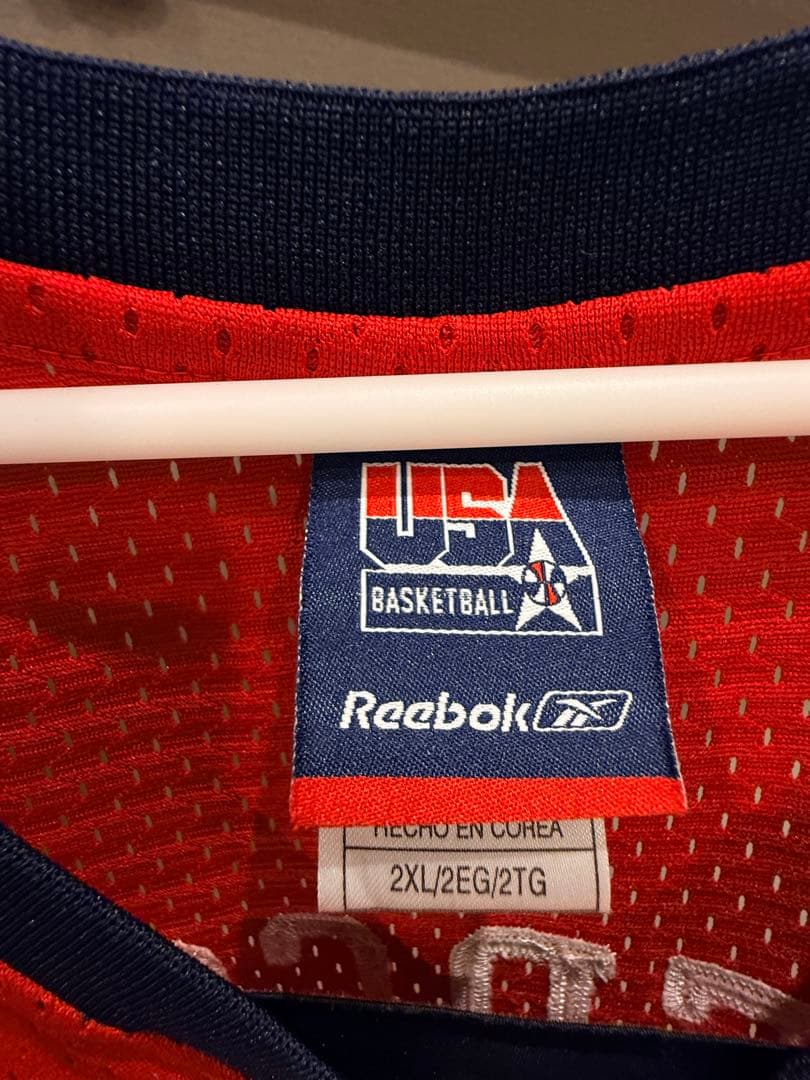 USA
BASKETBALL
Reebok
HECHO EN COREA
2XL/2EG/2TG